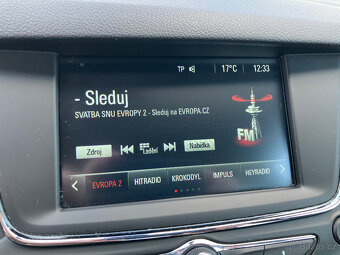 TP 17°C 12:33
- Sleduj
SVATBA SNU EVROPY 2 - Sleduj na EVROPA.CZ
FM
Zdroj Ladění Nabídka
< EVROPA 2 HITRADIO KROKODYL IMPULS HEYRADIO >